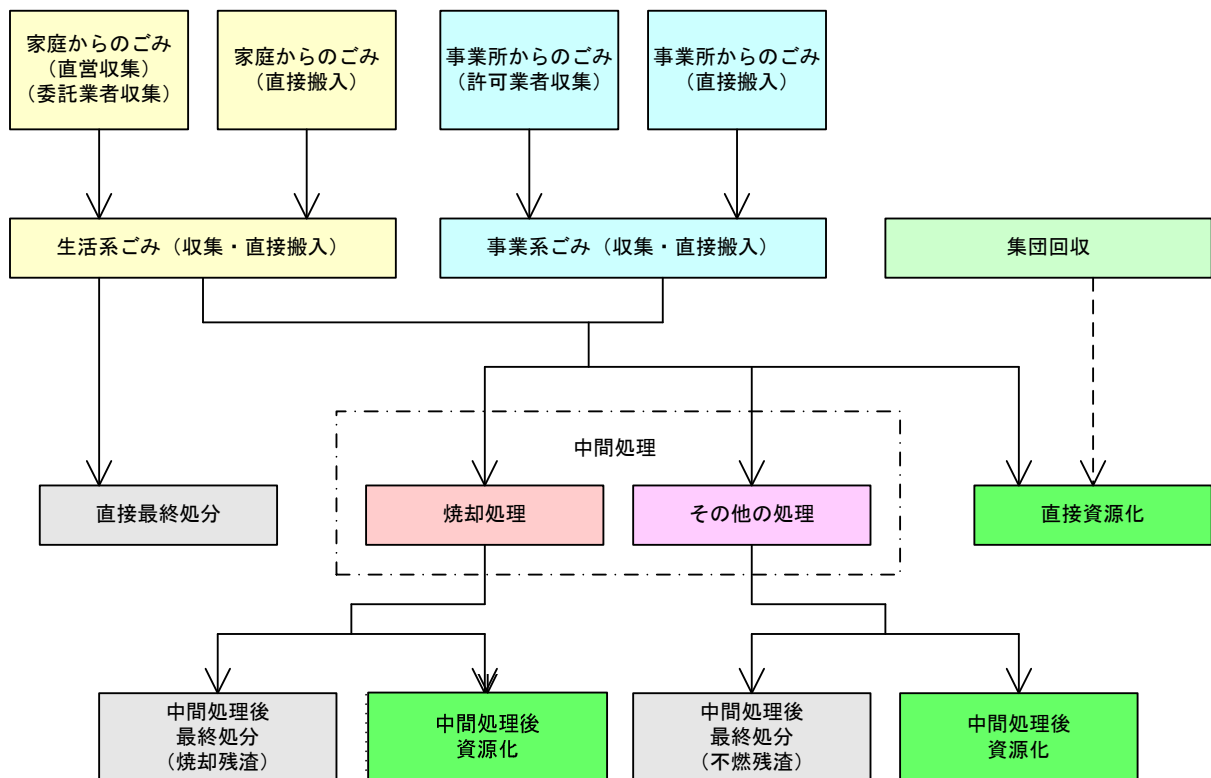 家庭からのごみ
（直営収集）
（委託業者収集）
家庭からのごみ
（直接搬入）
事業所からのごみ
（許可業者収集）
事業所からのごみ
（直接搬入）
生活系ごみ（収集・直接搬入）
事業系ごみ（収集・直接搬入）
集団回収
中間処理
直接最終処分
焼却処理
その他の処理
直接資源化
中間処理後
最終処分
（焼却残渣）
中間処理後
資源化
中間処理後
最終処分
（不燃残渣）
中間処理後
資源化